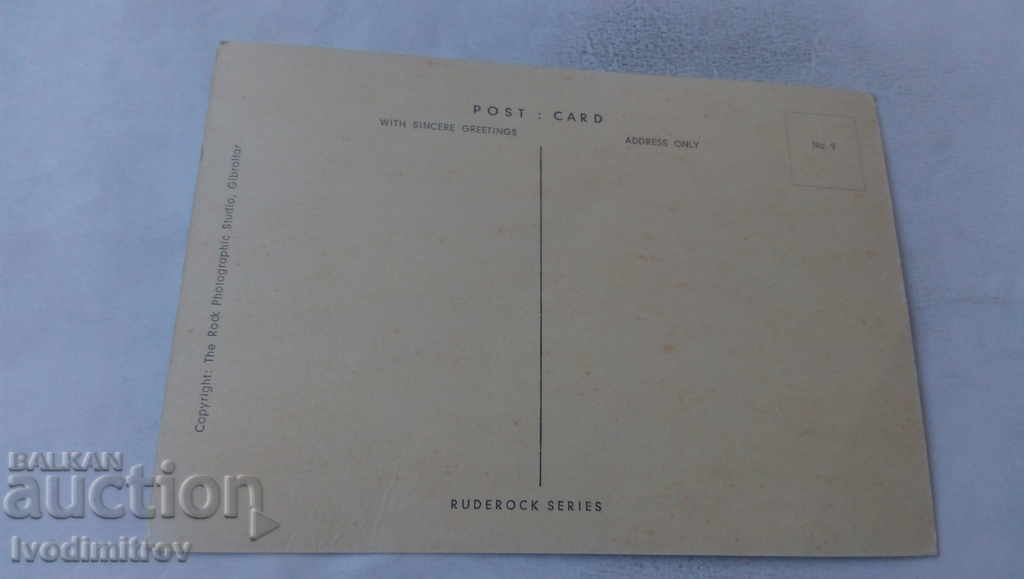 POST : CARD
WITH SINCERE GREETINGS
ADDRESS ONLY
No. 9
Copyright: The Rock Photographic Studio, Gibraltar
RUDEROCK SERIES
BALKAN
auction
Ivodimitrov